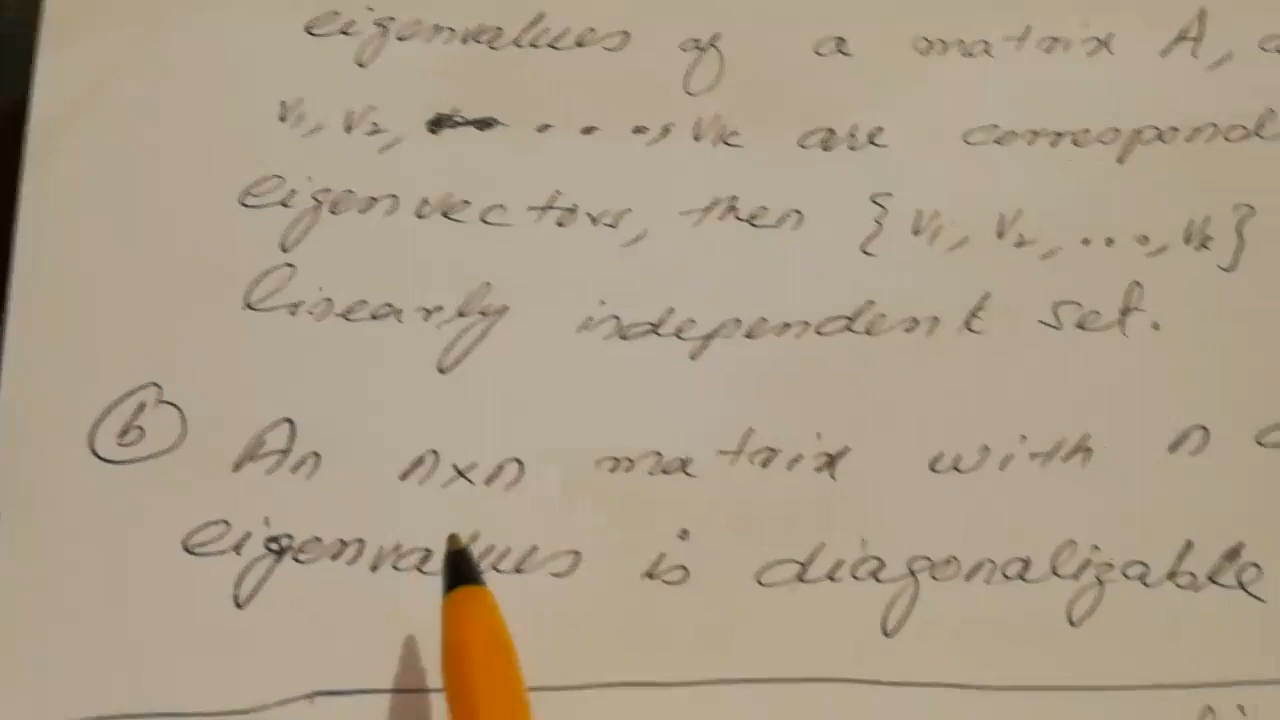 eigenvalues of a matrix A,
v1, v2, ..., vk are correspond
eigenvectors, then {v1, v2, ..., vk}
linearly independent set.
(b) An nxn matrix with n
eigenvalues is diagonalizable